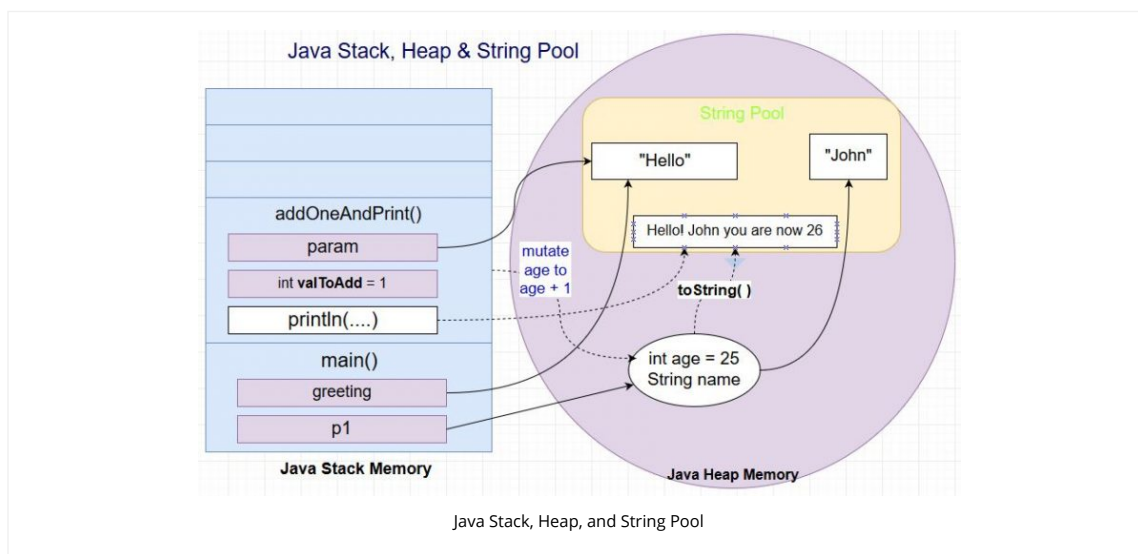 Java Stack, Heap & String Pool
String Pool
"Hello"
"John"
Hello! John you are now 26
addOneAndPrint()
param
int valToAdd = 1
println(....)
mutate
age to
age + 1
toString( )
main()
greeting
p1
int age = 25
String name
Java Stack Memory
Java Heap Memory
Java Stack, Heap, and String Pool